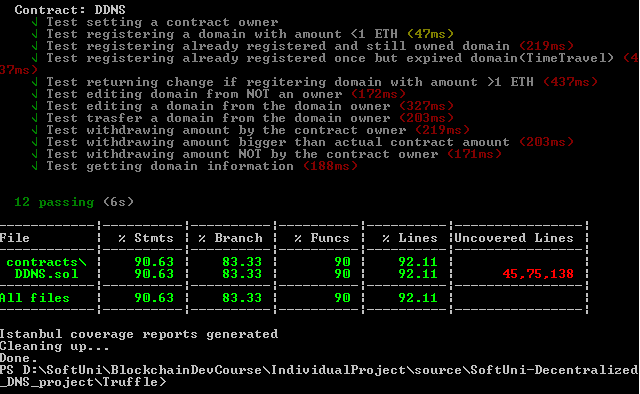 Contract: DDNS
√ Test setting a contract owner
√ Test registering a domain with amount <1 ETH (47ms)
√ Test registering already registered and still owned domain (219ms)
√ Test registering already registered once but expired domain(TimeTravel) (4
37ms)
√ Test returning change if regitering domain with amount >1 ETH (437ms)
√ Test editing domain from NOT an owner (172ms)
√ Test editing a domain from the domain owner (327ms)
√ Test trasfer a domain from the domain owner (203ms)
√ Test withdrawing amount by the contract owner (219ms)
√ Test withdrawing amount bigger than actual contract amount (203ms)
√ Test withdrawing amount NOT by the contract owner (171ms)
√ Test getting domain information (188ms)
12 passing (6s)
-----------|----------|----------|----------|----------|----------------|
File | % Stmts | % Branch | % Funcs | % Lines |Uncovered Lines |
-----------|----------|----------|----------|----------|----------------|
contracts\ | 90.63 | 83.33 | 90 | 92.11 | |
DDNS.sol | 90.63 | 83.33 | 90 | 92.11 | 45,75,138 |
-----------|----------|----------|----------|----------|----------------|
All files | 90.63 | 83.33 | 90 | 92.11 | |
-----------|----------|----------|----------|----------|----------------|
Istanbul coverage reports generated
Cleaning up...
Done.
PS D:\SoftUni\BlockchainDevCourse\IndividualProject\source\SoftUni-Decentralized
_DNS_project\Truffle>